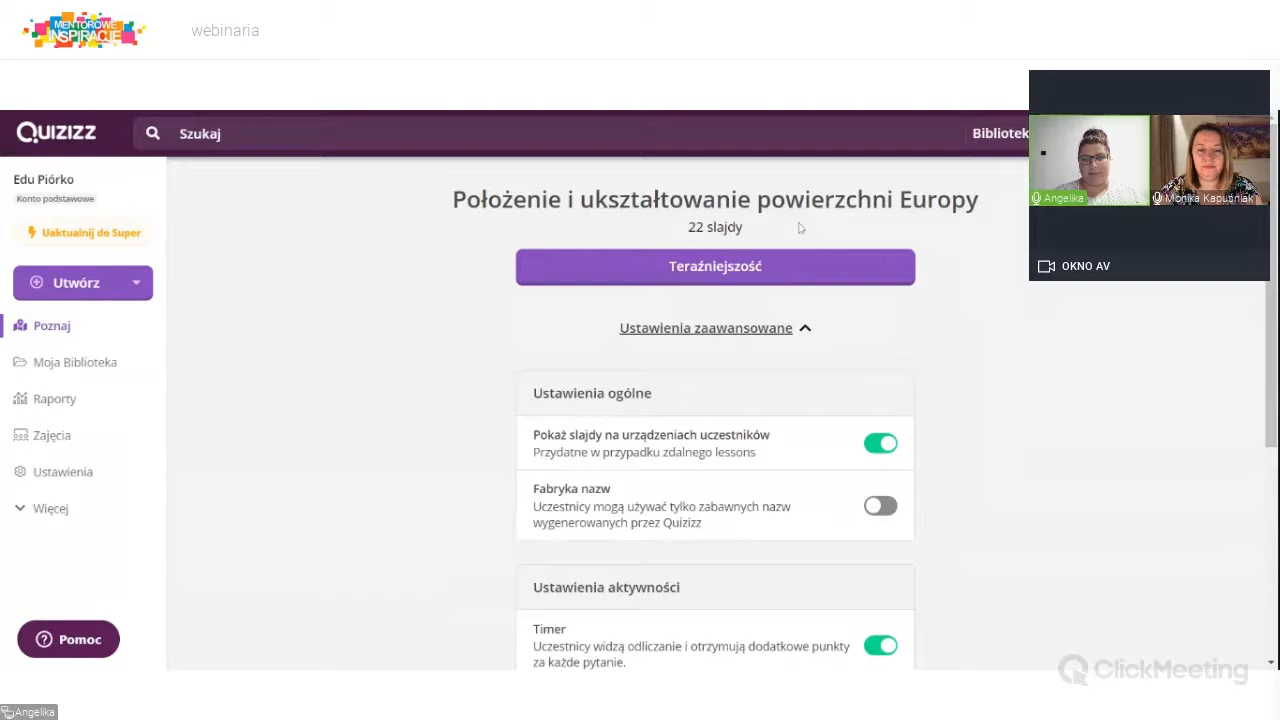 MENTOROWE
INSPIRACJE
webinaria
QUIZIZZ
Szukaj
Bibliotek
Edu Piórko
Konto podstawowe
Uaktualnij do Super
Utwórz
Poznaj
Moja Biblioteka
Raporty
Zajęcia
Ustawienia
Więcej
Pomoc
Położenie i ukształtowanie powierzchni Europy
22 slajdy
Teraźniejszość
Ustawienia zaawansowane
Ustawienia ogólne
Pokaż slajdy na urządzeniach uczestników
Przydatne w przypadku zdalnego lessons
Fabryka nazw
Uczestnicy mogą używać tylko zabawnych nazw
wygenerowanych przez Quizizz
Ustawienia aktywności
Timer
Uczestnicy widzą odliczanie i otrzymują dodatkowe punkty
za każde pytanie.
Angelika
Monika Kapuśniak
OKNO AV
ClickMeeting
Angelika